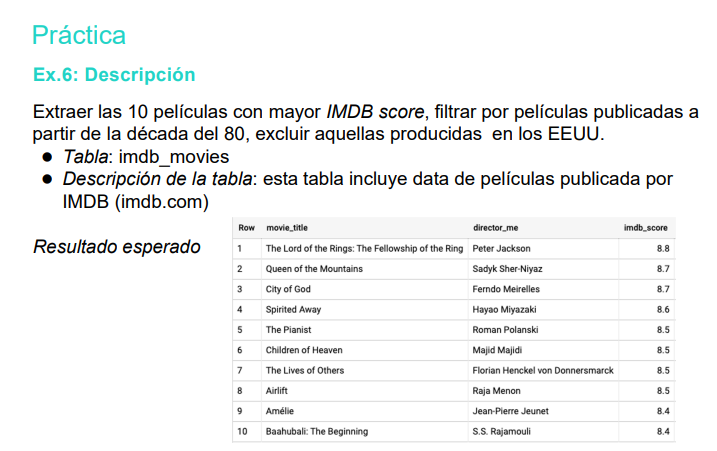 Práctica
Ex.6: Descripción
Extraer las 10 películas con mayor IMDB score, filtrar por películas publicadas a
partir de la década del 80, excluir aquellas producidas en los EEUU.
● Tabla: imdb_movies
● Descripción de la tabla: esta tabla incluye data de películas publicada por
IMDB (imdb.com)
Resultado esperado
Row movie_title director_me imdb_score
1 The Lord of the Rings: The Fellowship of the Ring Peter Jackson 8.8
2 Queen of the Mountains Sadyk Sher-Niyaz 8.7
3 City of God Ferndo Meirelles 8.7
4 Spirited Away Hayao Miyazaki 8.6
5 The Pianist Roman Polanski 8.5
6 Children of Heaven Majid Majidi 8.5
7 The Lives of Others Florian Henckel von Donnersmarck 8.5
8 Airlift Raja Menon 8.5
9 Amélie Jean-Pierre Jeunet 8.4
10 Baahubali: The Beginning S.S. Rajamouli 8.4